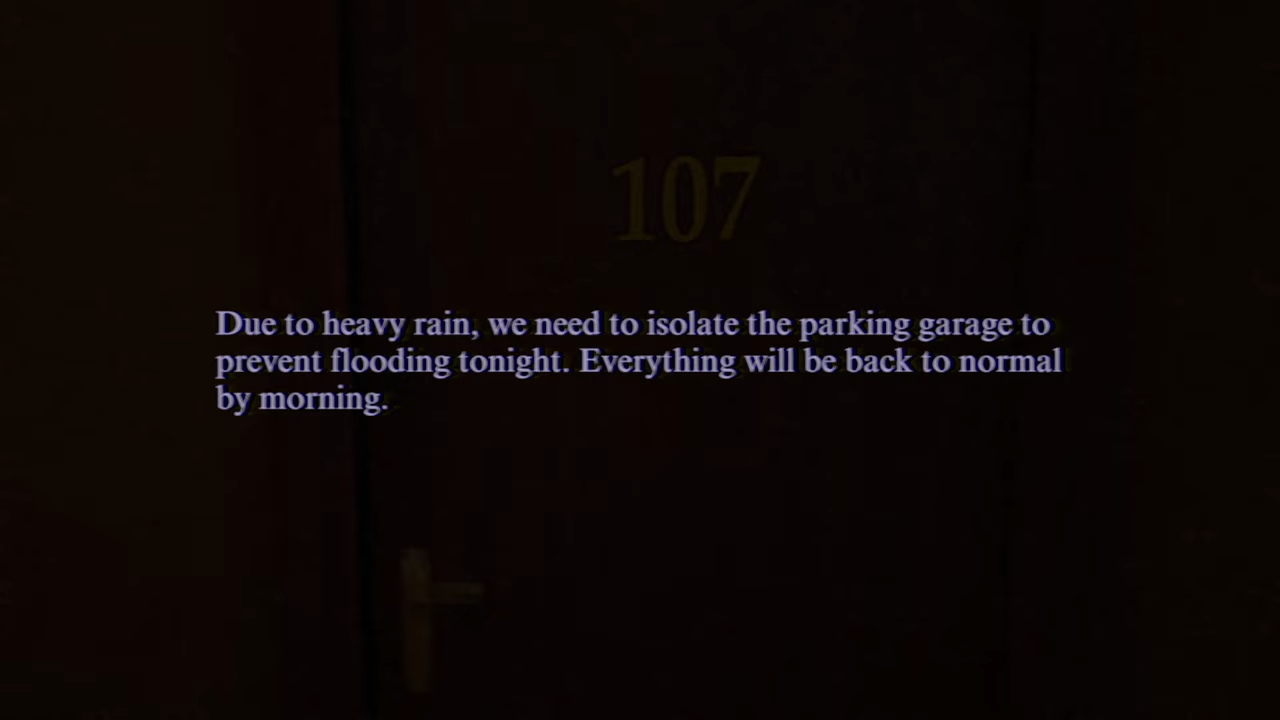 107
Due to heavy rain, we need to isolate the parking garage to
prevent flooding tonight. Everything will be back to normal
by morning.